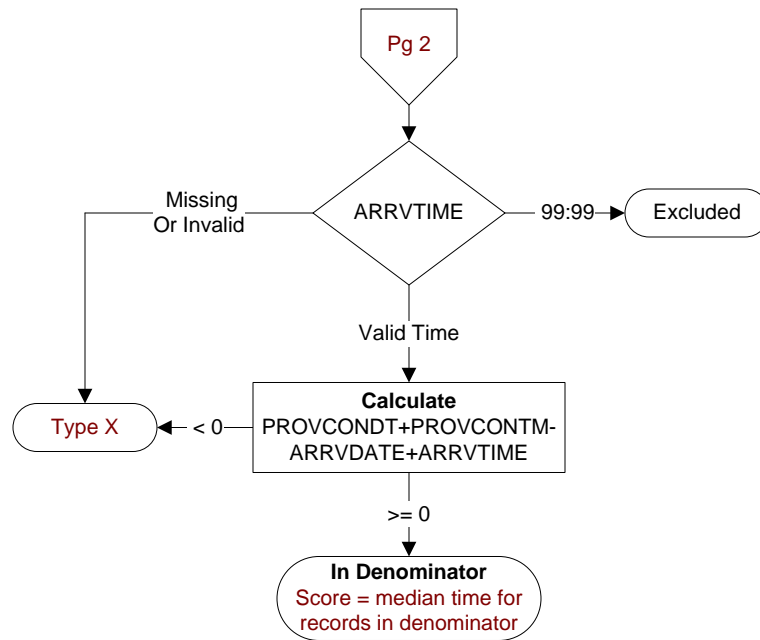 Pg 2
Missing
Or Invalid
ARRVTIME
99:99
Excluded
Valid Time
Type X
< 0
Calculate
PROVCONDT+PROVCONTM-
ARRVDATE+ARRVTIME
>= 0
In Denominator
Score = median time for
records in denominator